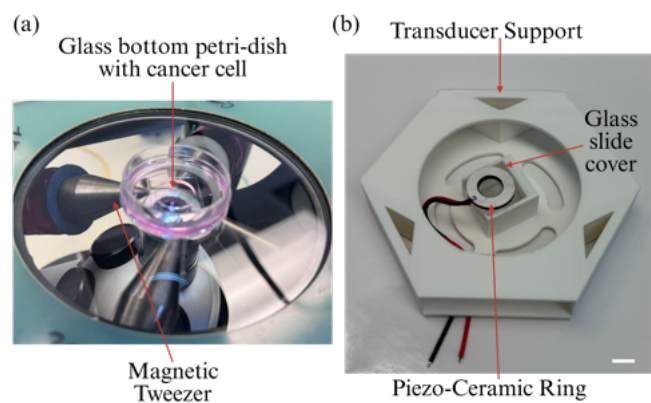 (a)
Glass bottom petri-dish
with cancer cell
Magnetic
Tweezer
(b)
Transducer Support
Glass
slide
cover
Piezo-Ceramic Ring